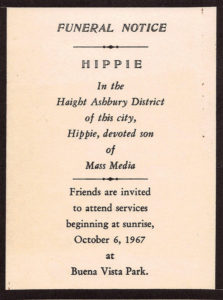 FUNERAL NOTICE
HIPPIE
In the
Haight Ashbury District
of this city,
Hippie, devoted son
of
Mass Media
Friends are invited
to attend services
beginning at sunrise,
October 6, 1967
at
Buena Vista Park.